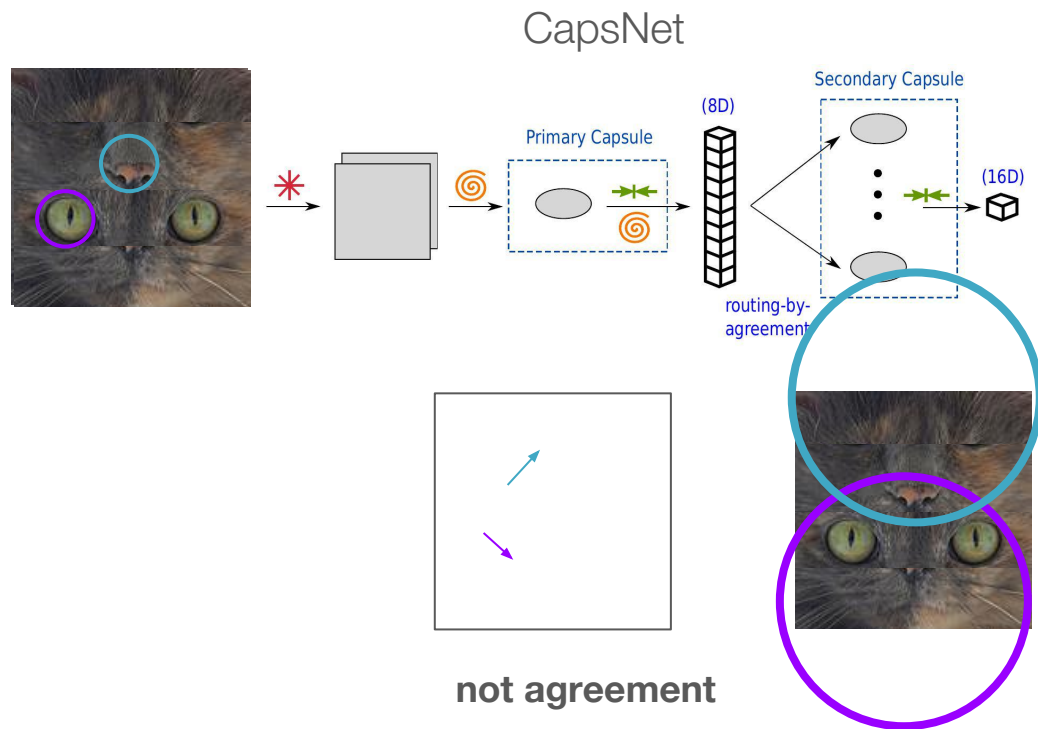 CapsNet
Secondary Capsule
(8D)
Primary Capsule
(16D)
routing-by-
agreement
not agreement